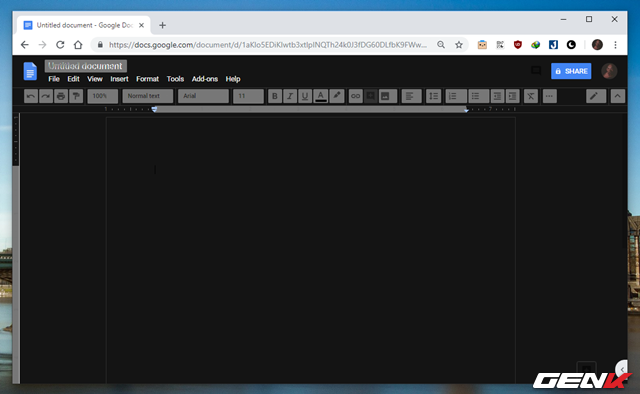 Untitled document - Google Doc
https://docs.google.com/document/d/
Untitled document
SHARE
File Edit View Insert Format Tools Add-ons Help
100% Normal text Arial 11 B I U A
GENK